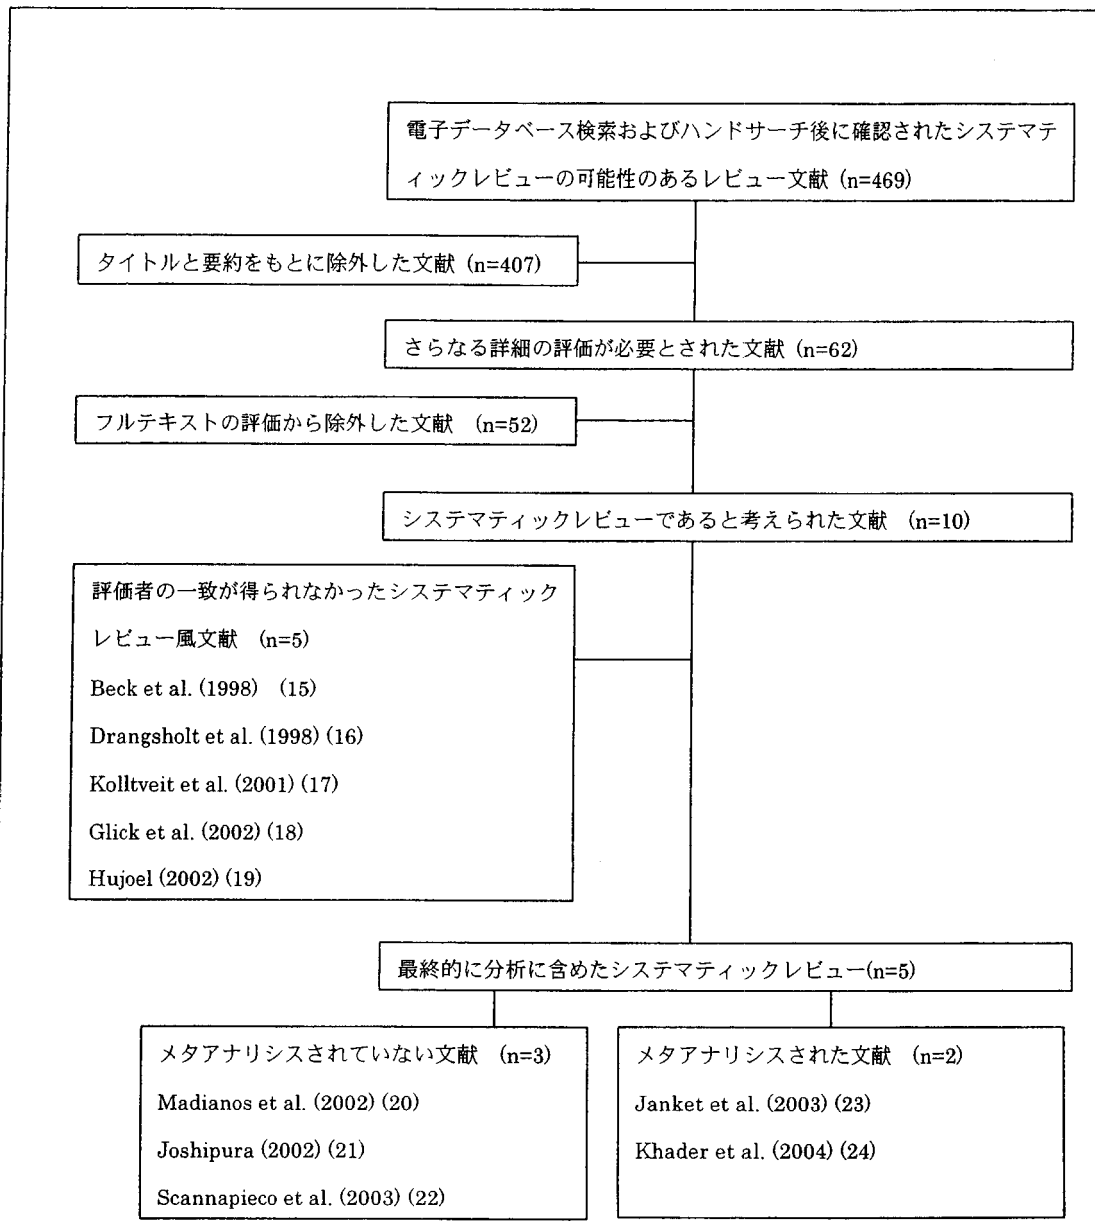 電子データベース検索およびハンドサーチ後に確認されたシステマテ
ィックレビューの可能性のあるレビュー文献 (n=469)
タイトルと要約をもとに除外した文献 (n=407)
さらなる詳細の評価が必要とされた文献 (n=62)
フルテキストの評価から除外した文献 (n=52)
システマティックレビューであると考えられた文献 (n=10)
評価者の一致が得られなかったシステマティック
レビュー風文献 (n=5)
Beck et al. (1998) (15)
Drangsholt et al. (1998) (16)
Kolltveit et al. (2001) (17)
Glick et al. (2002) (18)
Hujoel (2002) (19)
最終的に分析に含めたシステマティックレビュー(n=5)
メタアナリシスされていない文献 (n=3)
Madianos et al. (2002) (20)
Joshipura (2002) (21)
Scannapieco et al. (2003) (22)
メタアナリシスされた文献 (n=2)
Janket et al. (2003) (23)
Khader et al. (2004) (24)